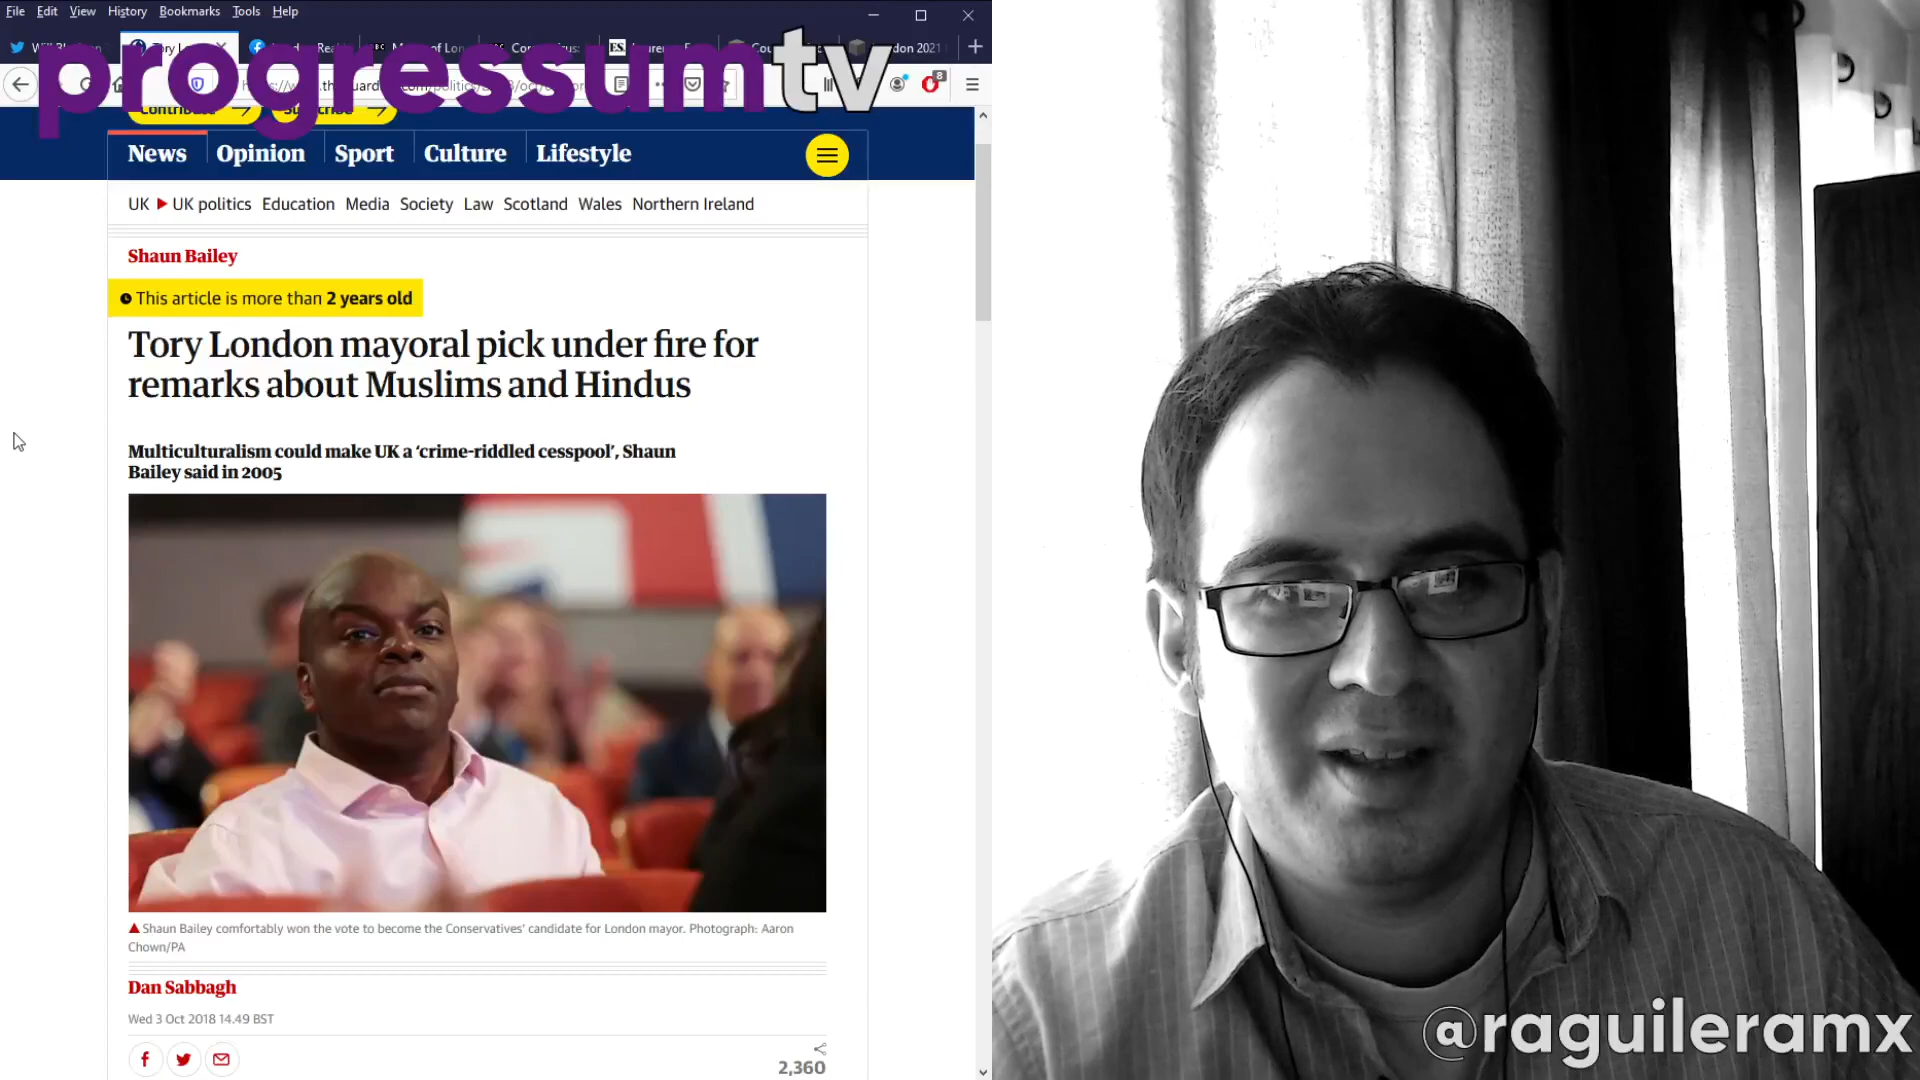 File Edit View History Bookmarks Tools Help
progressumtv
8
News Opinion Sport Culture Lifestyle
UK UK politics Education Media Society Law Scotland Wales Northern Ireland
Shaun Bailey
This article is more than 2 years old
Tory London mayoral pick under fire for
remarks about Muslims and Hindus
Multiculturalism could make UK a ‘crime-riddled cesspool’, Shaun
Bailey said in 2005
Shaun Bailey comfortably won the vote to become the Conservatives’ candidate for London mayor. Photograph: Aaron
Chown/PA
Dan Sabbagh
Wed 3 Oct 2018 14.49 BST
2,360
@raguileramx